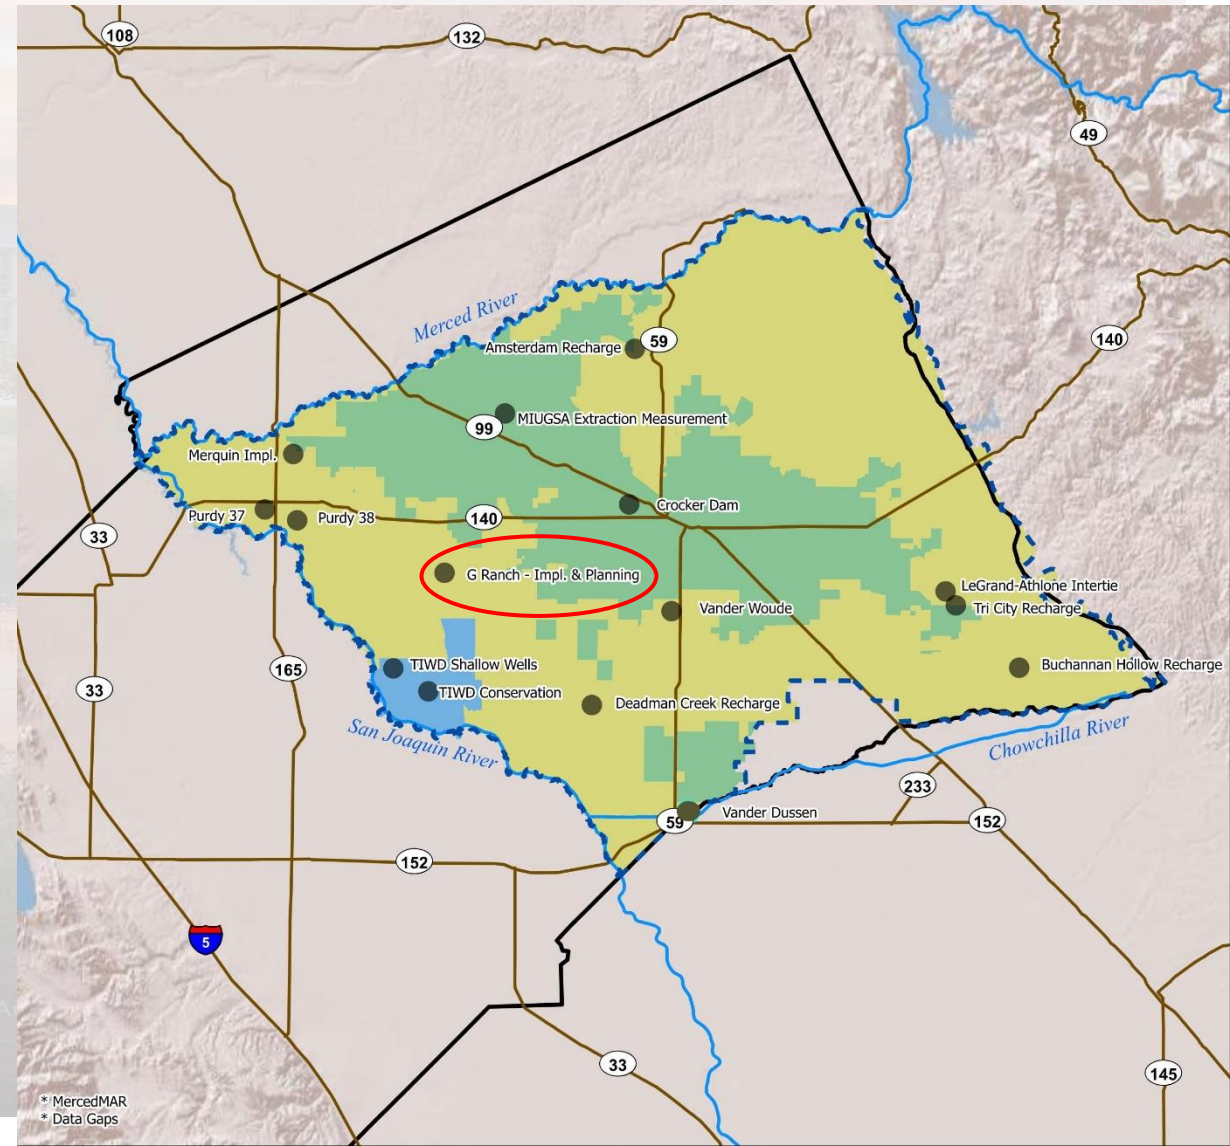 108
132
49
Merced River
Amsterdam Recharge
59
140
MIUGSA Extraction Measurement
99
Merquin Impl.
Crocker Dam
Purdy 37
Purdy 38
140
33
G Ranch - Impl. & Planning
LeGrand-Athlone Intertie
Tri City Recharge
Vander Woude
TIWD Shallow Wells
165
Buchannan Hollow Recharge
33
TIWD Conservation
Deadman Creek Recharge
San Joaquin River
Chowchilla River
233
Vander Dussen
59
152
152
5
33
145
* MercedMAR
* Data Gaps